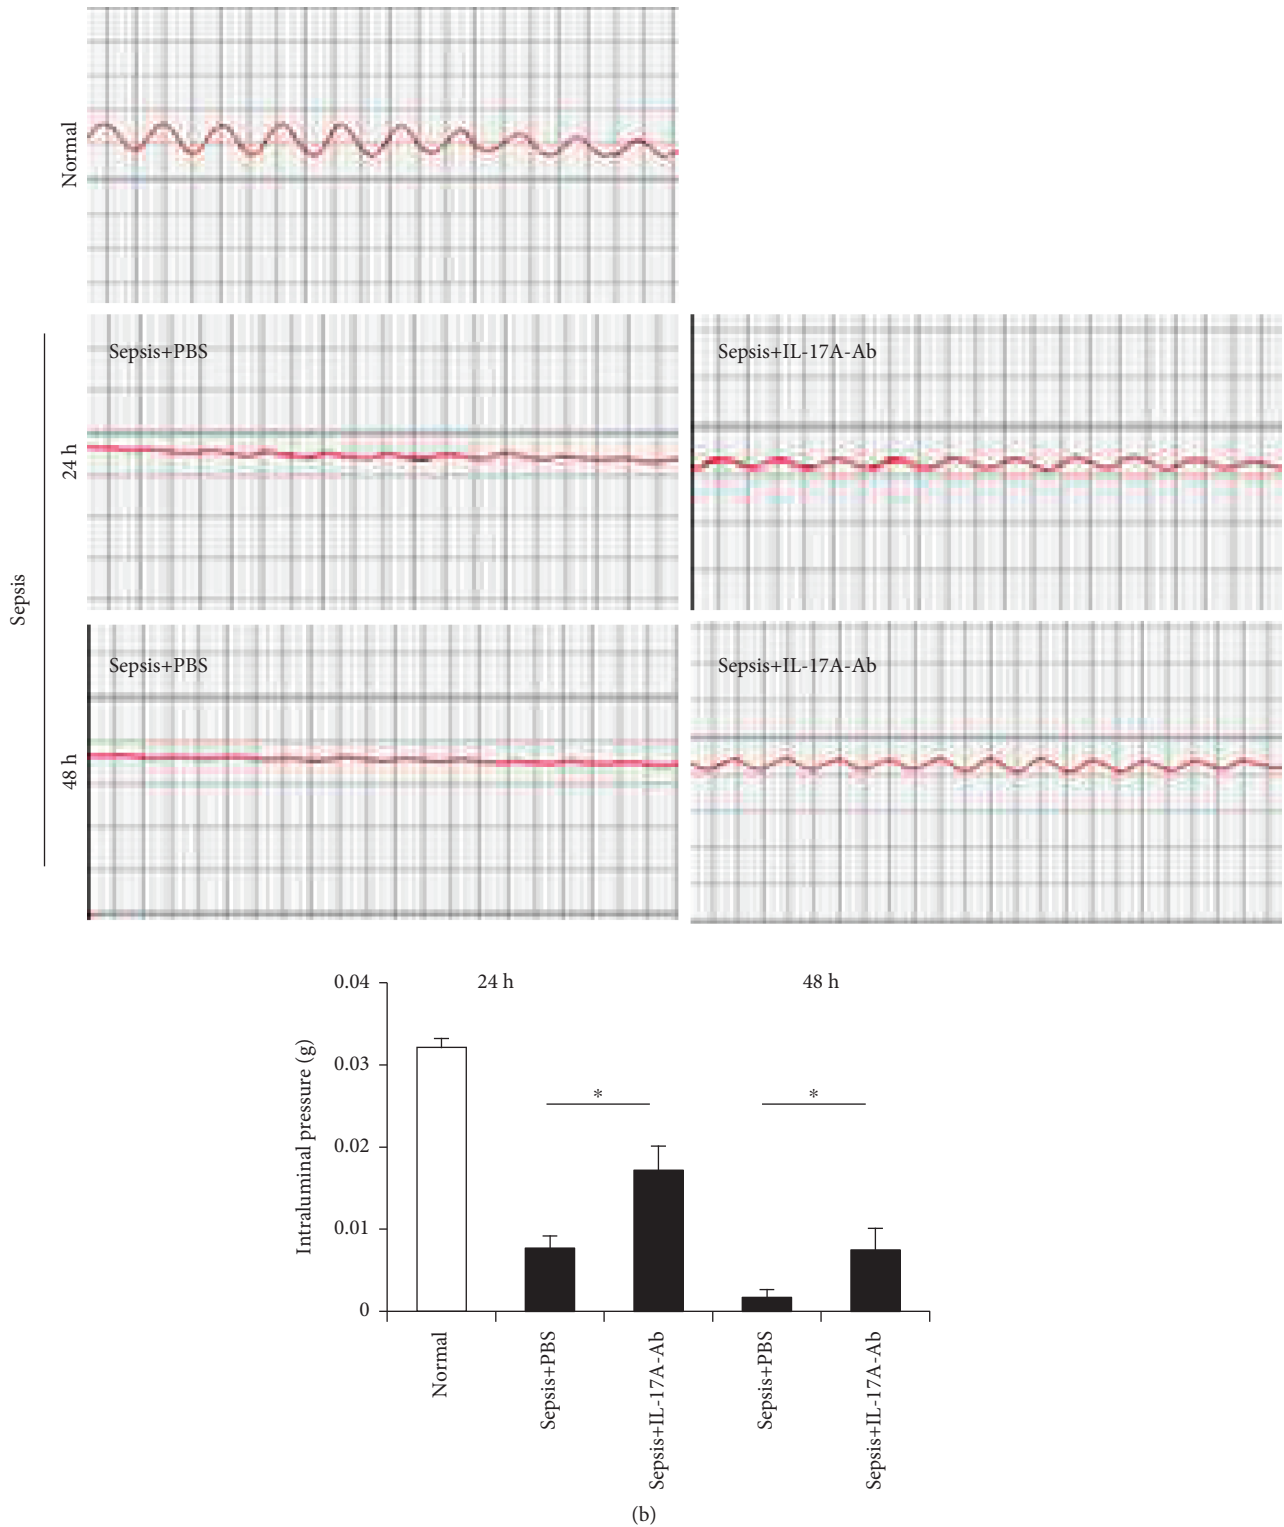 Normal
Sepsis
24 h
Sepsis+PBS
Sepsis+IL-17A-Ab
48 h
Sepsis+PBS
Sepsis+IL-17A-Ab
24 h
48 h
Intraluminal pressure (g)
0.04
0.03
0.02
0.01
0
*
*
Normal
Sepsis+PBS
Sepsis+IL-17A-Ab
Sepsis+PBS
Sepsis+IL-17A-Ab
(b)